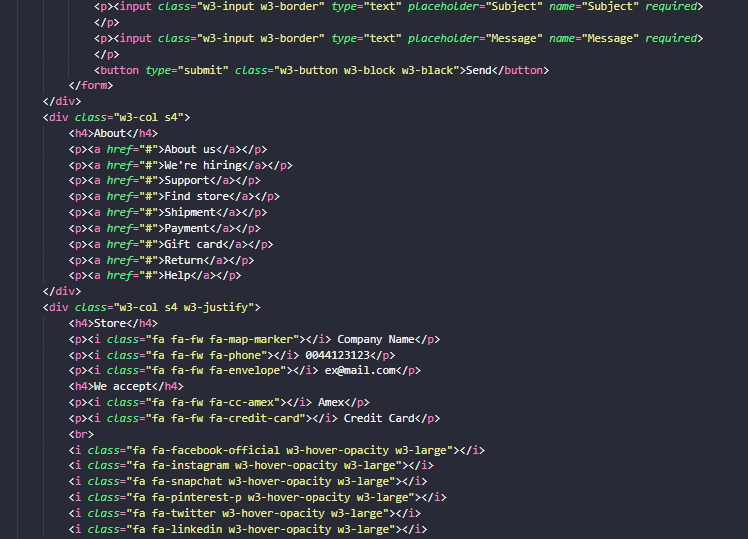 <p><input class="w3-input w3-border" type="text" placeholder="Subject" name="Subject" required>
</p>
<p><input class="w3-input w3-border" type="text" placeholder="Message" name="Message" required>
</p>
<button type="submit" class="w3-button w3-block w3-black">Send</button>
</form>
</div>
<div class="w3-col s4">
<h4>About</h4>
<p><a href="#">About us</a></p>
<p><a href="#">We're hiring</a></p>
<p><a href="#">Support</a></p>
<p><a href="#">Find store</a></p>
<p><a href="#">Shipment</a></p>
<p><a href="#">Payment</a></p>
<p><a href="#">Gift card</a></p>
<p><a href="#">Return</a></p>
<p><a href="#">Help</a></p>
</div>
<div class="w3-col s4 w3-justify">
<h4>Store</h4>
<p><i class="fa fa-fw fa-map-marker"></i> Company Name</p>
<p><i class="fa fa-fw fa-phone"></i> 0044123123</p>
<p><i class="fa fa-fw fa-envelope"></i> ex@mail.com</p>
<h4>We accept</h4>
<p><i class="fa fa-fw fa-cc-amex"></i> Amex</p>
<p><i class="fa fa-fw fa-credit-card"></i> Credit Card</p>
<br>
<i class="fa fa-facebook-official w3-hover-opacity w3-large"></i>
<i class="fa fa-instagram w3-hover-opacity w3-large"></i>
<i class="fa fa-snapchat w3-hover-opacity w3-large"></i>
<i class="fa fa-pinterest-p w3-hover-opacity w3-large"></i>
<i class="fa fa-twitter w3-hover-opacity w3-large"></i>
<i class="fa fa-linkedin w3-hover-opacity w3-large"></i>